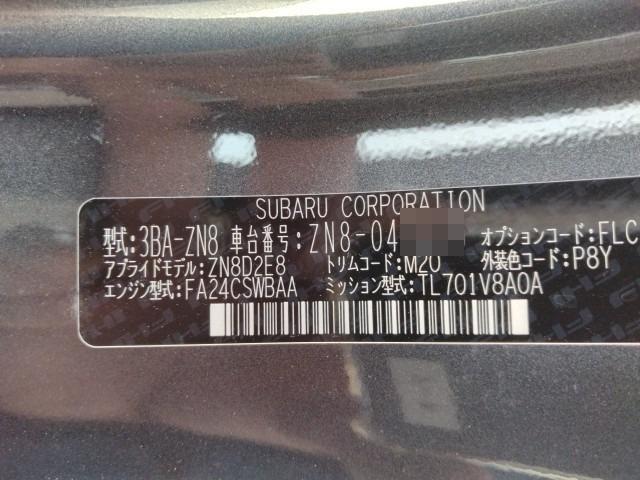 SUBARU CORPORATION
型式:3BA-ZN8 車台番号:ZN8-04 オプションコード:FLC
アプライドモデル:ZN8D2E8 トリムコード:M20 外装色コード:P8Y
エンジン型式:FA24CSWBAA ミッション型式:TL701V8A0A